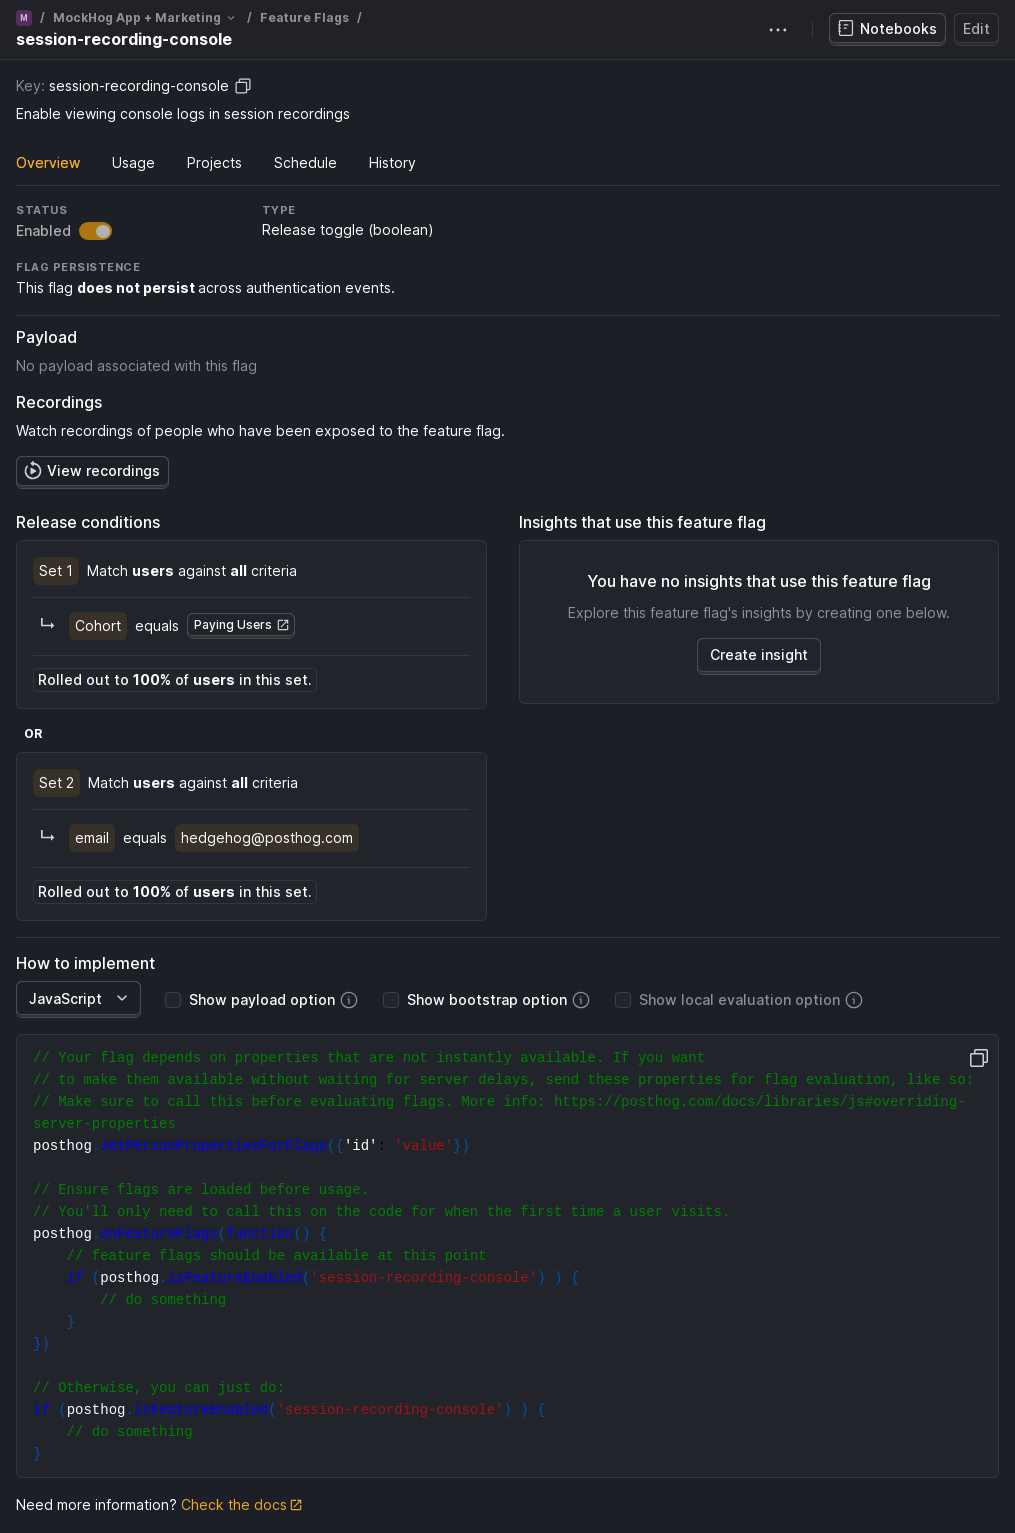 M / MockHog App + Marketing / Feature Flags /
session-recording-console
Notebooks
Edit
Key: session-recording-console
Enable viewing console logs in session recordings
Overview Usage Projects Schedule History
STATUS
Enabled
TYPE
Release toggle (boolean)
FLAG PERSISTENCE
This flag does not persist across authentication events.
Payload
No payload associated with this flag
Recordings
Watch recordings of people who have been exposed to the feature flag.
View recordings
Release conditions
Set 1 Match users against all criteria
Cohort equals Paying Users
Rolled out to 100% of users in this set.
OR
Set 2 Match users against all criteria
email equals hedgehog@posthog.com
Rolled out to 100% of users in this set.
Insights that use this feature flag
You have no insights that use this feature flag
Explore this feature flag's insights by creating one below.
Create insight
How to implement
JavaScript
Show payload option
Show bootstrap option
Show local evaluation option
// Your flag depends on properties that are not instantly available. If you want
// to make them available without waiting for server delays, send these properties for flag evaluation, like so:
// Make sure to call this before evaluating flags. More info: https://posthog.com/docs/libraries/js#overriding-
server-properties
posthog.setPersonPropertiesForFlags({'id': 'value'})
// Ensure flags are loaded before usage.
// You'll only need to call this on the code for when the first time a user visits.
posthog.onFeatureFlags(function() {
// feature flags should be available at this point
if (posthog.isFeatureEnabled('session-recording-console') ) {
// do something
}
})
// Otherwise, you can just do:
if (posthog.isFeatureEnabled('session-recording-console') ) {
// do something
}
Need more information? Check the docs